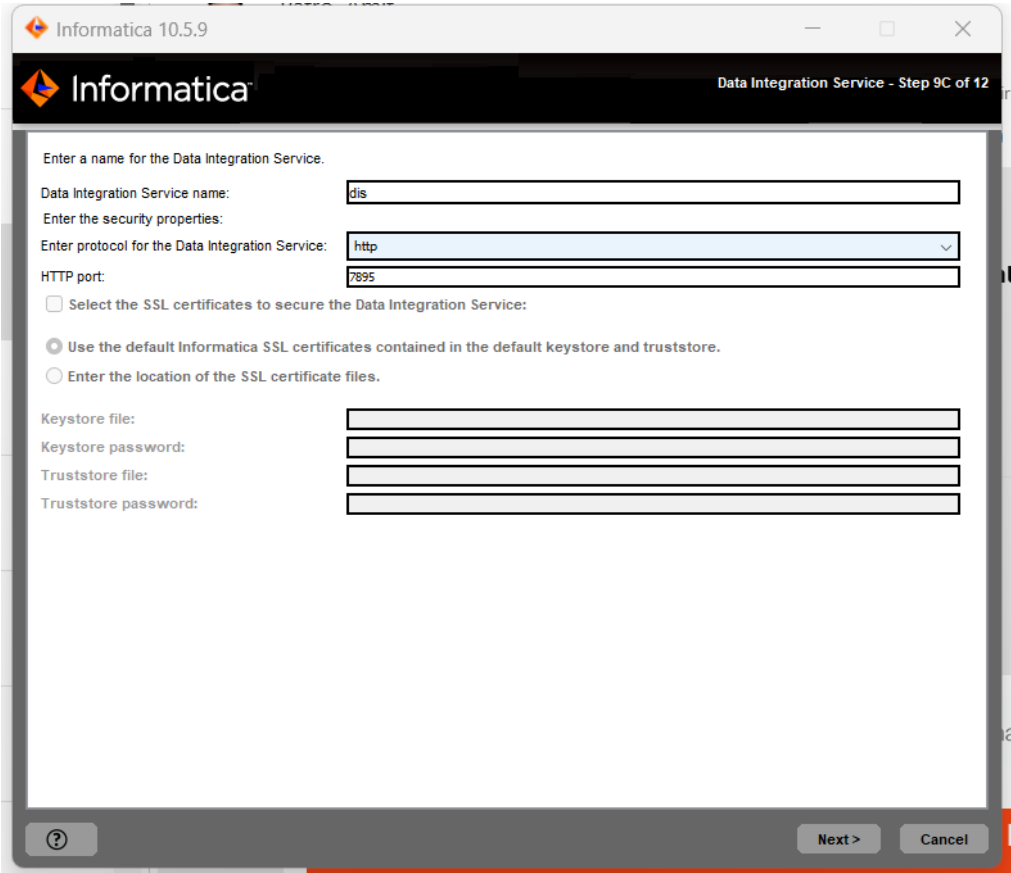 Informatica 10.5.9
Informatica
Data Integration Service - Step 9C of 12
Enter a name for the Data Integration Service.
Data Integration Service name: dis
Enter the security properties:
Enter protocol for the Data Integration Service: http
HTTP port: 7895
Select the SSL certificates to secure the Data Integration Service:
Use the default Informatica SSL certificates contained in the default keystore and truststore.
Enter the location of the SSL certificate files.
Keystore file:
Keystore password:
Truststore file:
Truststore password:
?
Next >
Cancel